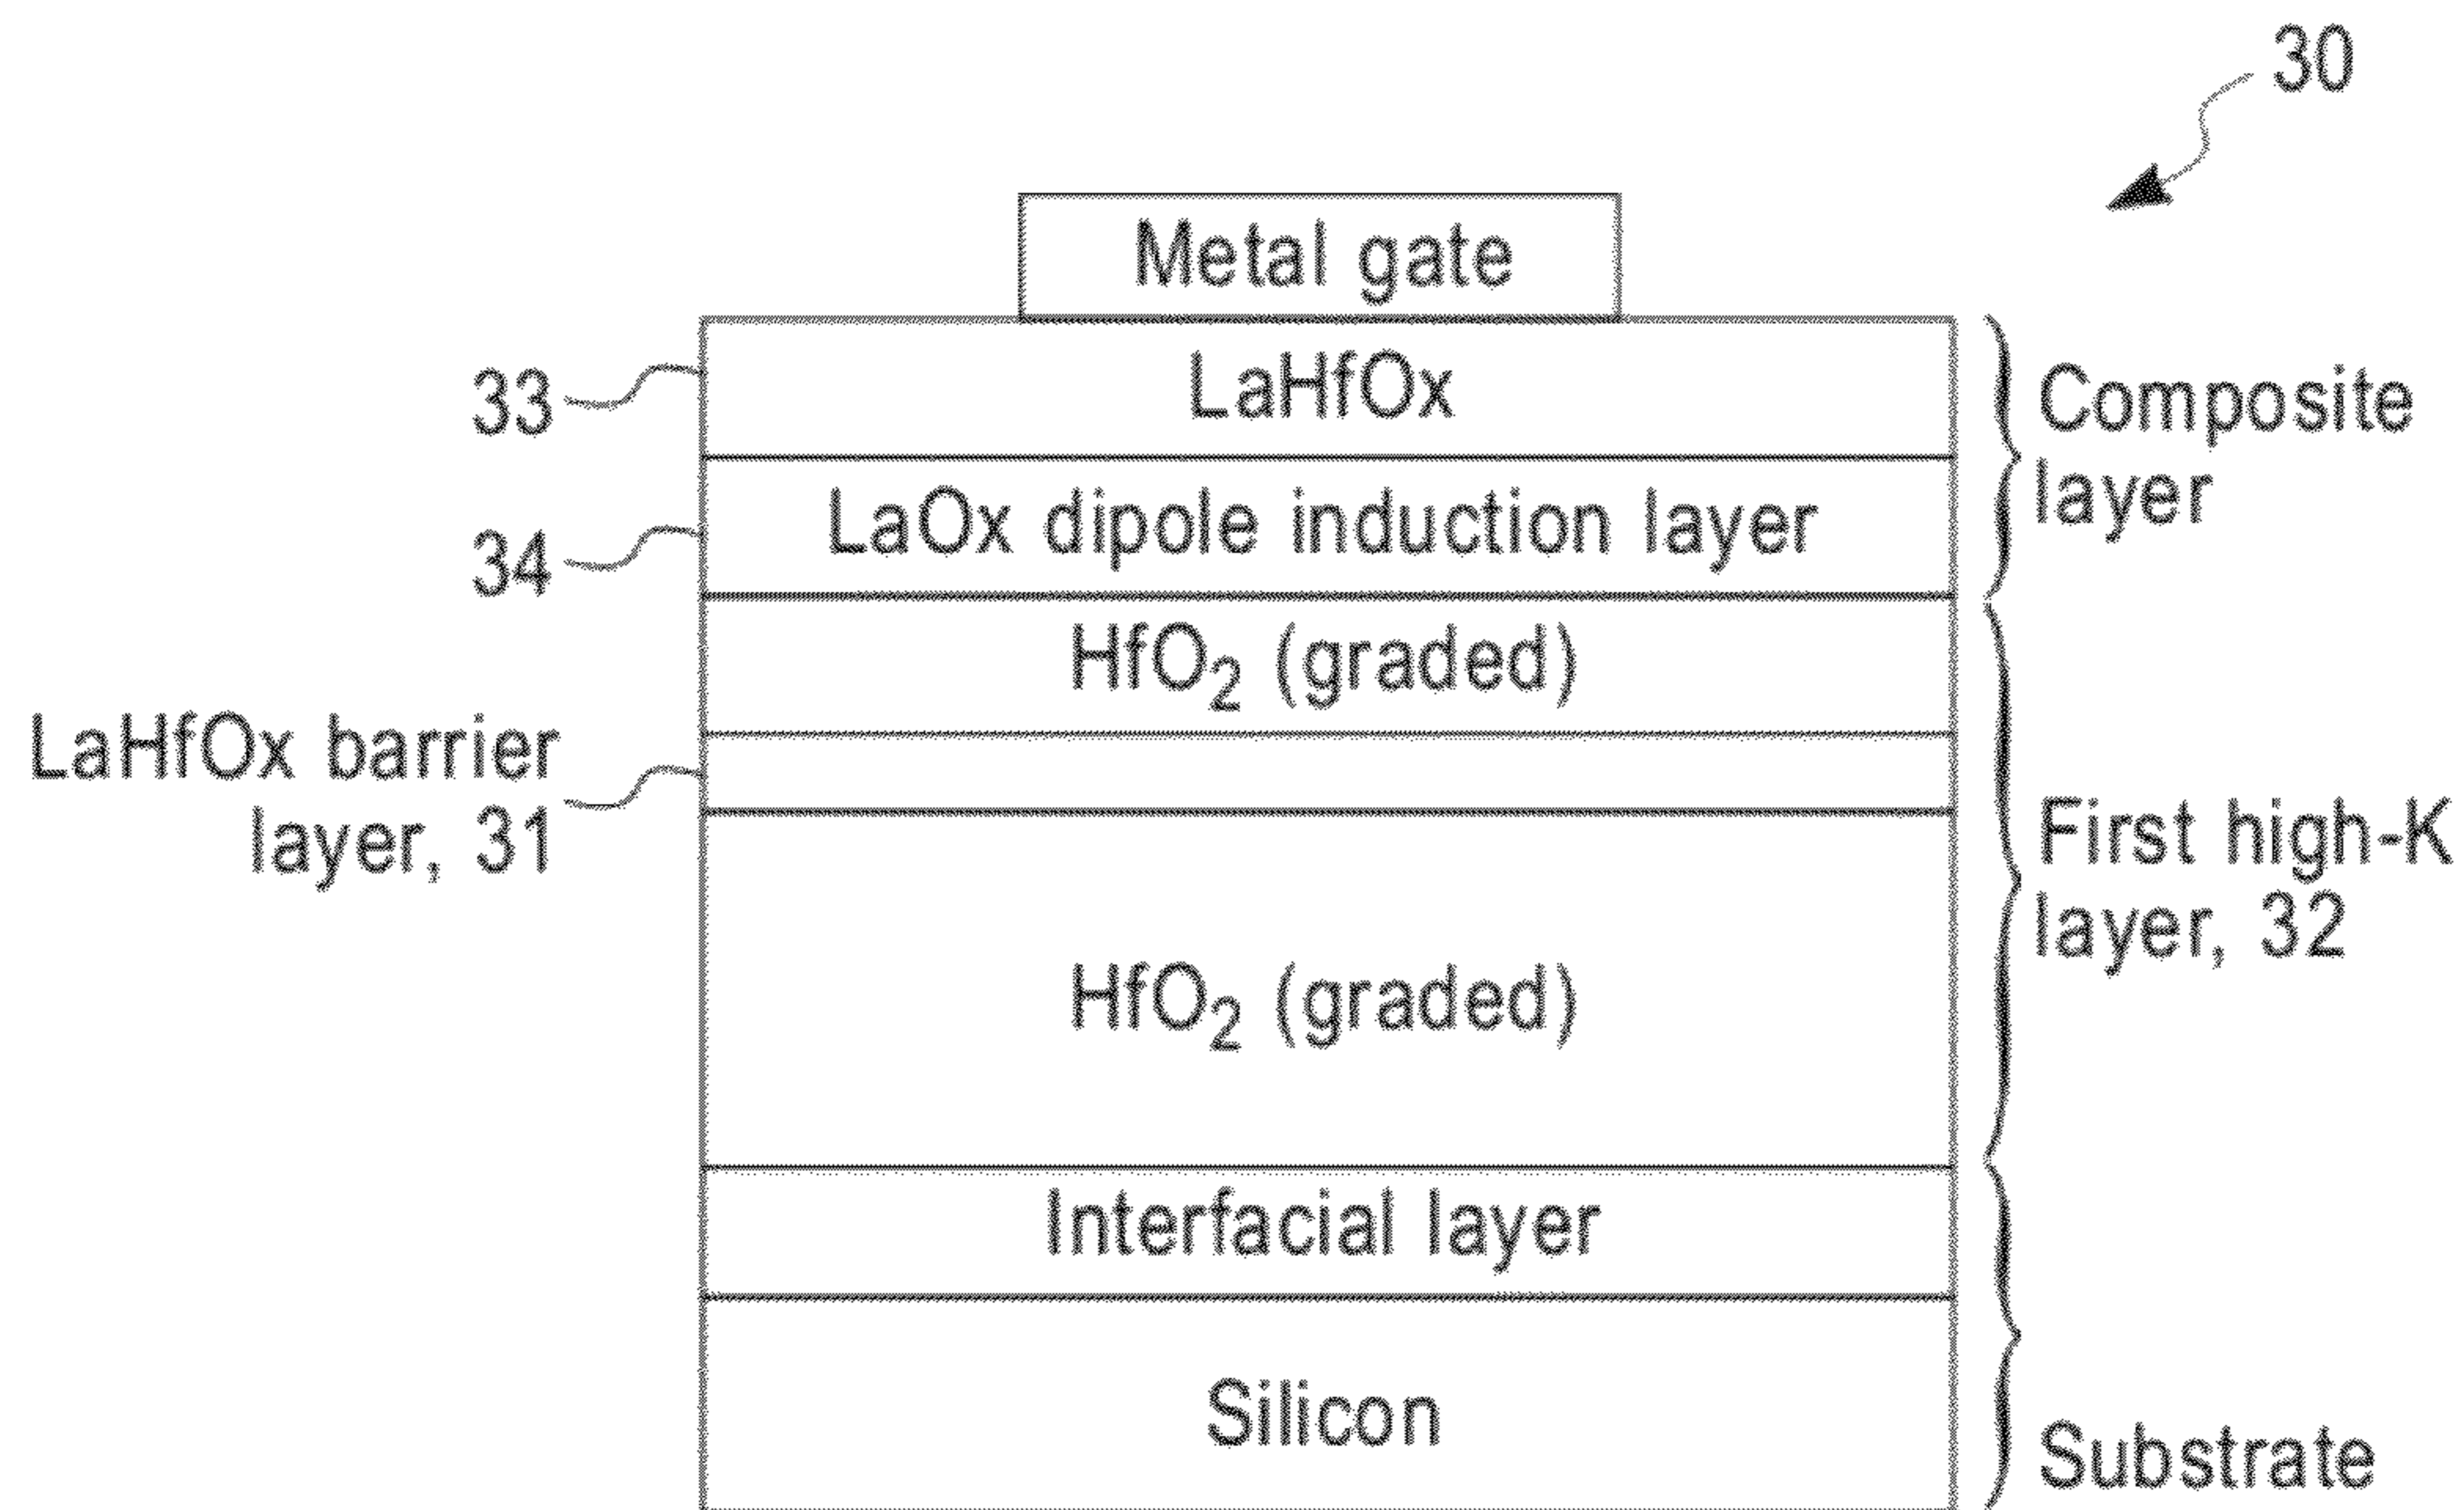 30
Metal gate
33
LaHfOx
Composite
layer
34
LaOx dipole induction layer
HfO₂ (graded)
LaHfOx barrier
layer, 31
First high-K
layer, 32
HfO₂ (graded)
Interfacial layer
Silicon
Substrate